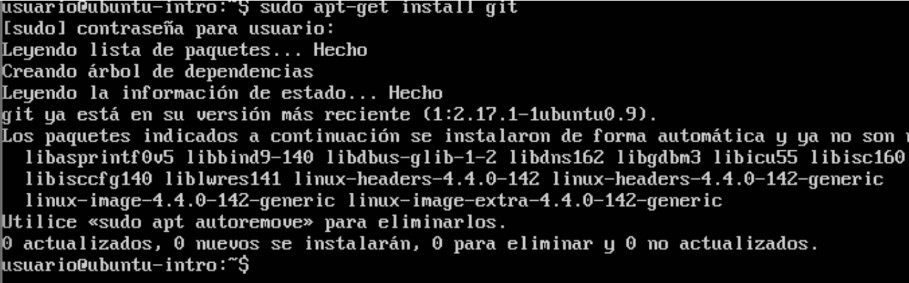 usuario@ubuntu-intro:~$ sudo apt-get install git
[sudo] contraseña para usuario:
Leyendo lista de paquetes... Hecho
Creando árbol de dependencias
Leyendo la información de estado... Hecho
git ya está en su versión más reciente (1:2.17.1-1ubuntu0.9).
Los paquetes indicados a continuación se instalaron de forma automática y ya no son
  libasprintf0v5 libbind9-140 libdbus-glib-1-2 libdns162 libgdbm3 libicu55 libisc160
  libisccfg140 liblwres141 linux-headers-4.4.0-142 linux-headers-4.4.0-142-generic
  linux-image-4.4.0-142-generic linux-image-extra-4.4.0-142-generic
Utilice «sudo apt autoremove» para eliminarlos.
0 actualizados, 0 nuevos se instalarán, 0 para eliminar y 0 no actualizados.
usuario@ubuntu-intro:~$